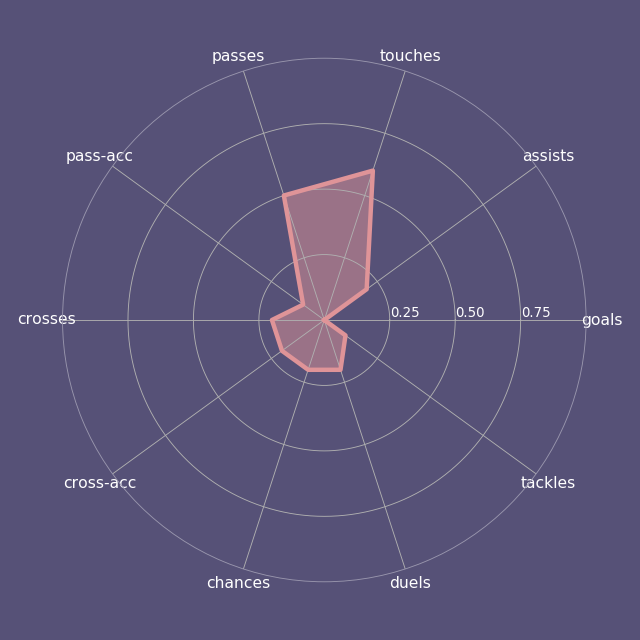 passes touches
pass-acc assists
0.25 0.50 0.75
crosses goals
cross-acc tackles
chances duels